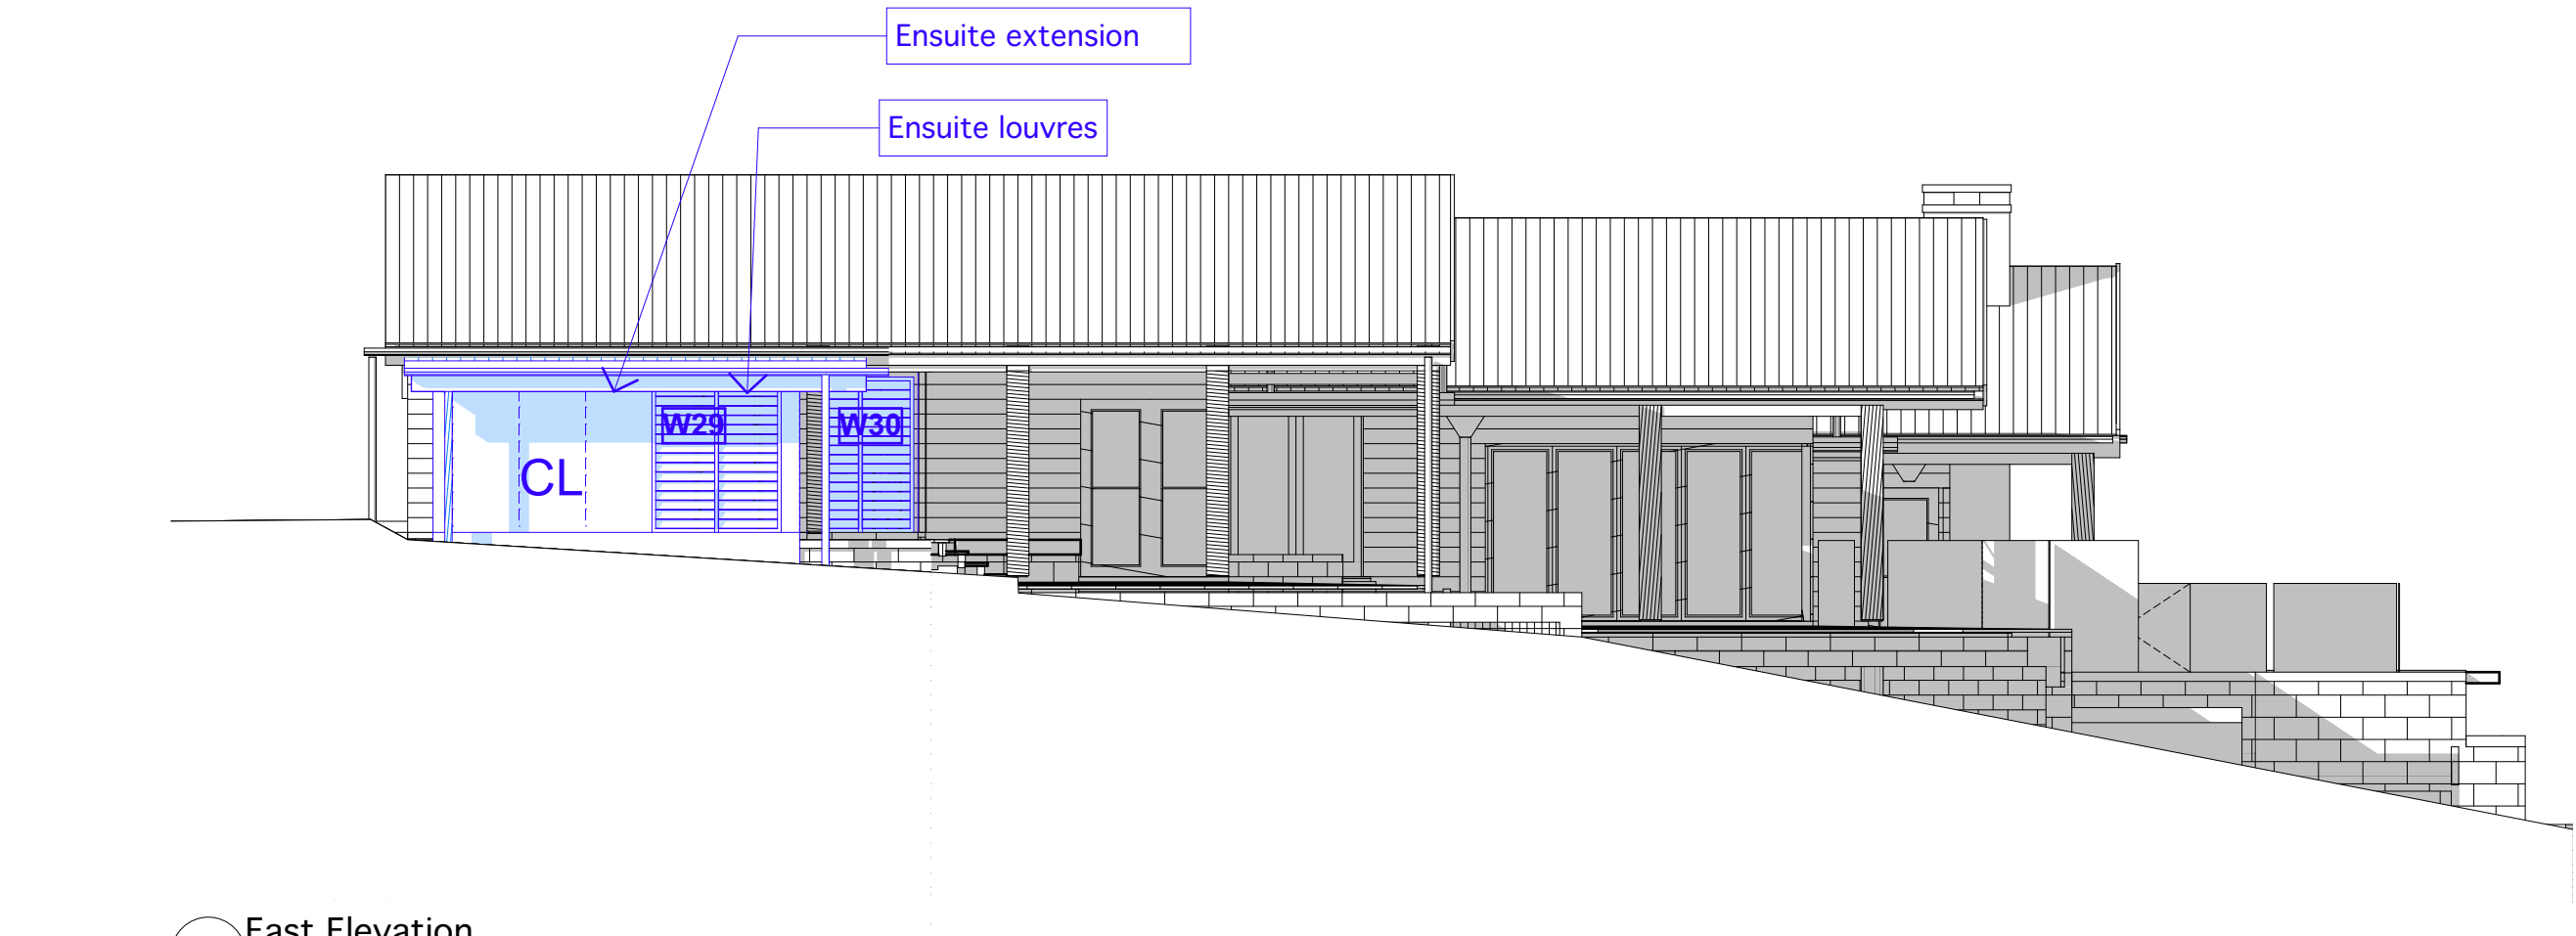 Ensuite extension
Ensuite louvres
W29
W30
CL
East Elevation